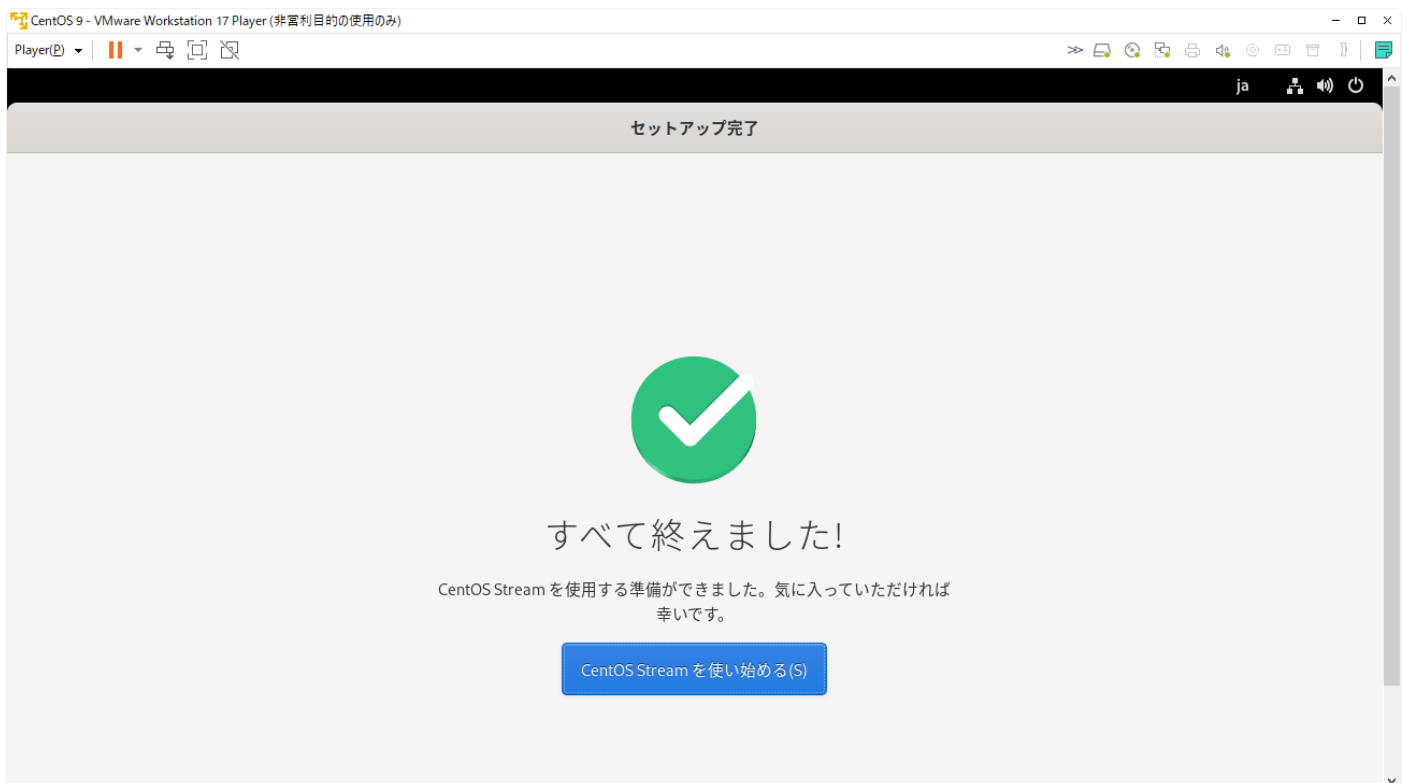 CentOS 9 - VMware Workstation 17 Player (非営利目的の使用のみ)
Player(P)
ja
セットアップ完了
すべて終えました!
CentOS Stream を使用する準備ができました。気に入っていただければ
幸いです。
CentOS Stream を使い始める(S)